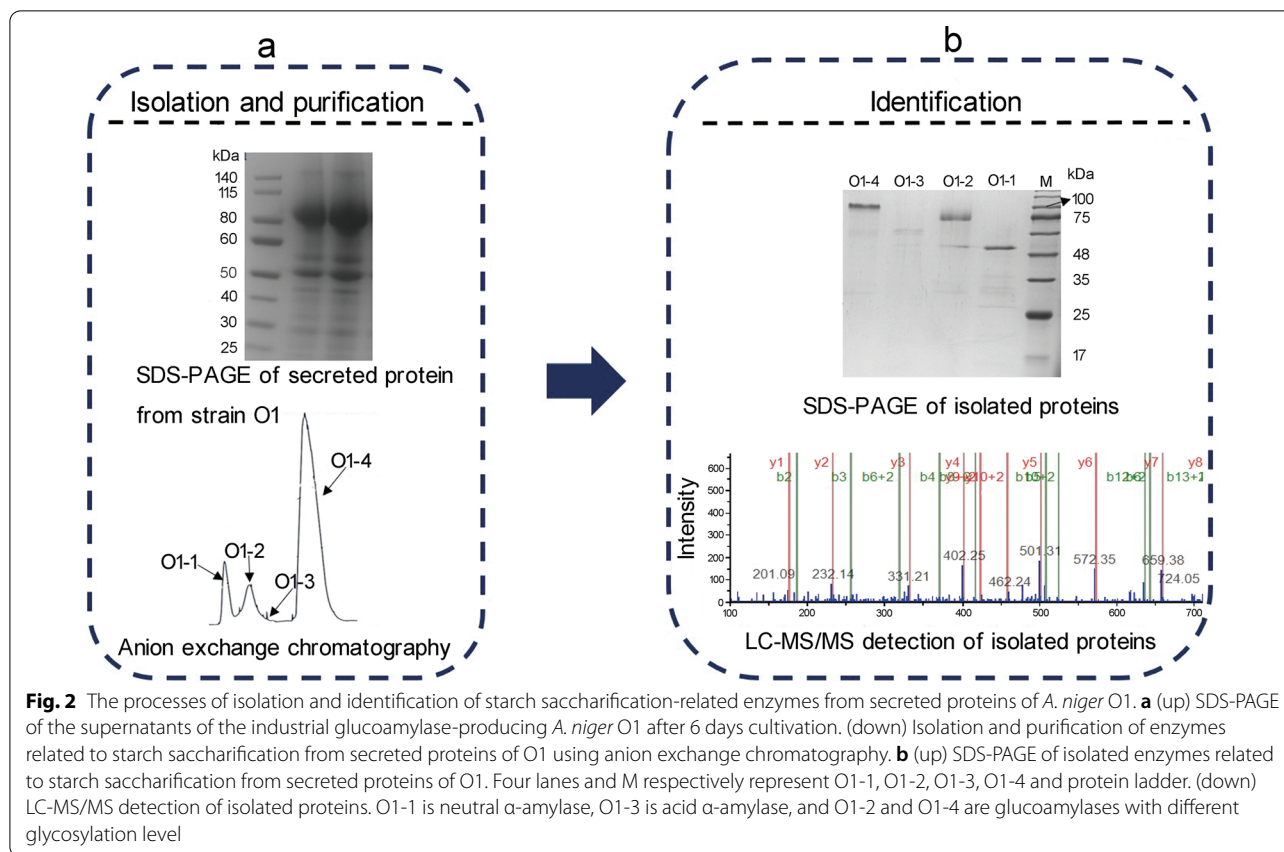 a
Isolation and purification
kDa
140
115
80
60
50
40
30
25
SDS-PAGE of secreted protein
from strain O1
O1-1
O1-2
O1-3
O1-4
Anion exchange chromatography
b
Identification
O1-4 O1-3 O1-2 O1-1 M kDa
100
75
48
35
25
17
SDS-PAGE of isolated proteins
y1 y2 y3 y4 y5 y6 y7 y8
b2 b3 b6+2 b4 b13+2
Intensity
600
500
400
300
200
100
0
201.09 232.14 331.21 402.25 462.24 501.31 572.35 659.38 724.05
100 200 300 400 500 600 700
LC-MS/MS detection of isolated proteins
Fig. 2 The processes of isolation and identification of starch saccharification-related enzymes from secreted proteins of A. niger O1. a (up) SDS-PAGE
of the supernatants of the industrial glucoamylase-producing A. niger O1 after 6 days cultivation. (down) Isolation and purification of enzymes
related to starch saccharification from secreted proteins of O1 using anion exchange chromatography. b (up) SDS-PAGE of isolated enzymes related
to starch saccharification from secreted proteins of O1. Four lanes and M respectively represent O1-1, O1-2, O1-3, O1-4 and protein ladder. (down)
LC-MS/MS detection of isolated proteins. O1-1 is neutral α-amylase, O1-3 is acid α-amylase, and O1-2 and O1-4 are glucoamylases with different
glycosylation level